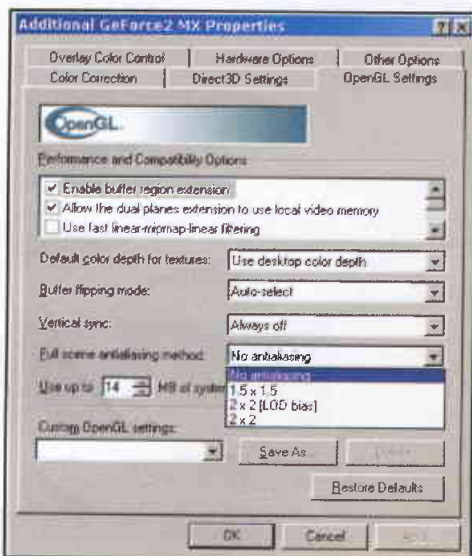 Additional GeForce2 MX Properties
Overlay Color Control
Hardware Options
Other Options
Color Correction
Direct3D Settings
OpenGL Settings
OpenGL
Performance and Compatibility Options
Enable buffer region extension
Allow the dual planes extension to use local video memory
Use fast linear-mipmap-linear filtering
Default color depth for textures:
Use desktop color depth
Buffer flipping mode:
Auto-select
Vertical sync:
Always off
Full scene antialiasing method:
No antialiasing
No antialiasing
1.5 x 1.5
2 x 2 [LOD bias]
2 x 2
Use up to 14 MB of system
Custom OpenGL settings:
Save As...
Delete
Restore Defaults
OK
Cancel
Apply